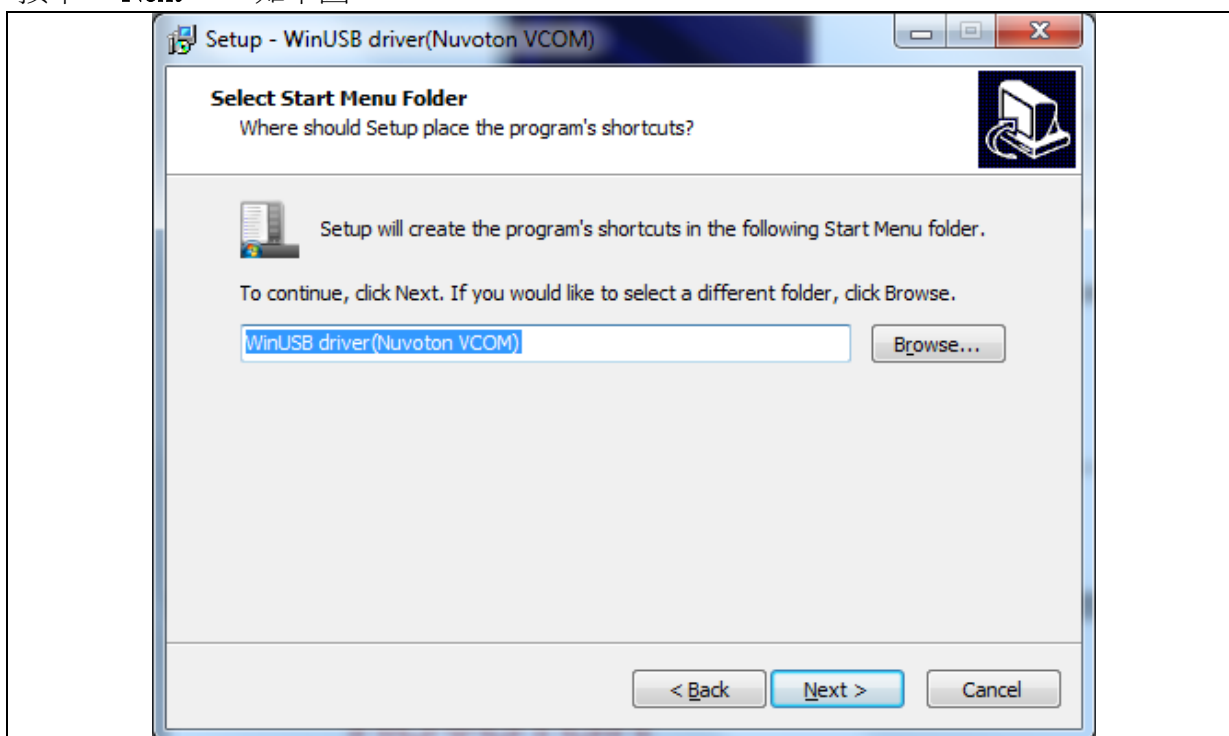 Setup - WinUSB driver(Nuvoton VCOM)
Select Start Menu Folder
Where should Setup place the program's shortcuts?
Setup will create the program's shortcuts in the following Start Menu folder.
To continue, click Next. If you would like to select a different folder, click Browse.
WinUSB driver(Nuvoton VCOM)
Browse...
< Back Next > Cancel